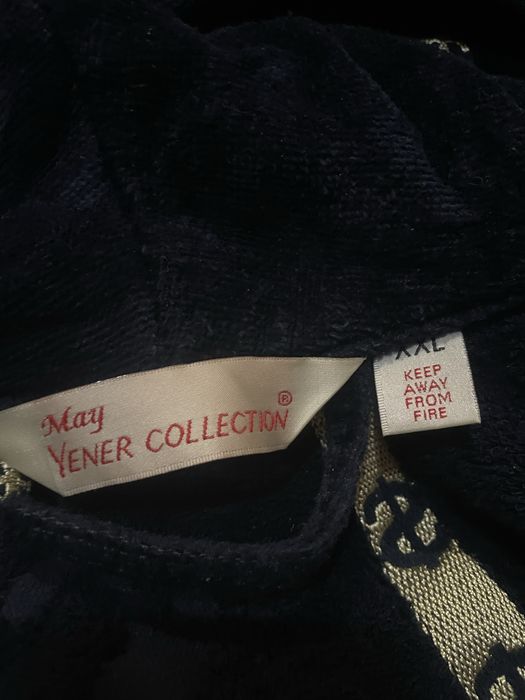 May
YENER COLLECTION®
XXL
KEEP
AWAY
FROM
FIRE